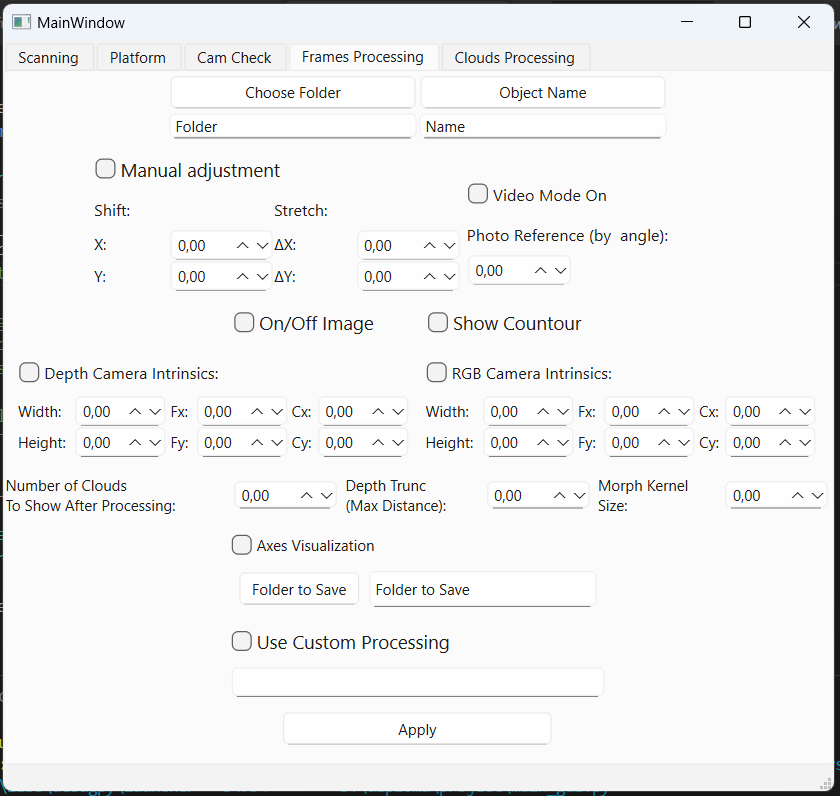 MainWindow
Scanning Platform Cam Check Frames Processing Clouds Processing
Choose Folder Object Name
Folder Name
Manual adjustment
Video Mode On
Shift: Stretch:
Photo Reference (by  angle):
X: 0,00 ΔX: 0,00
0,00
Y: 0,00 ΔY: 0,00
On/Off Image Show Countour
Depth Camera Intrinsics: RGB Camera Intrinsics:
Width: 0,00 Fx: 0,00 Cx: 0,00 Width: 0,00 Fx: 0,00 Cx: 0,00
Height: 0,00 Fy: 0,00 Cy: 0,00 Height: 0,00 Fy: 0,00 Cy: 0,00
Number of Clouds
To Show After Processing: 0,00
Depth Trunc
(Max Distance): 0,00
Morph Kernel
Size: 0,00
Axes Visualization
Folder to Save Folder to Save
Use Custom Processing
Apply